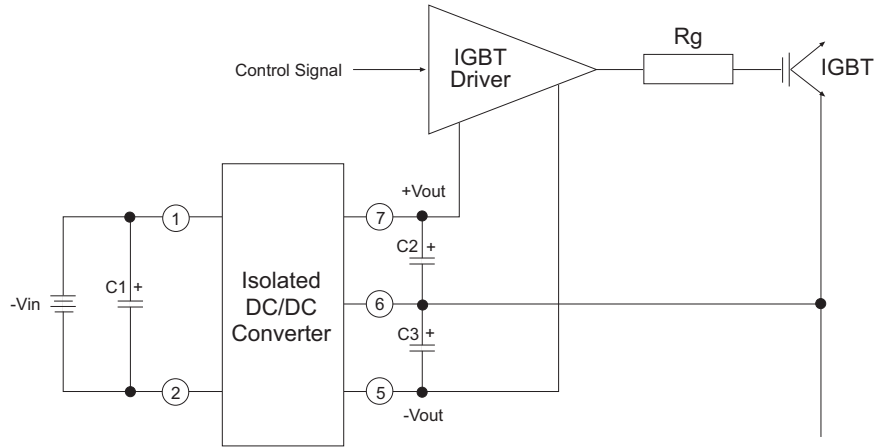 IGBT
Driver
Rg
IGBT
Control Signal
+Vout
1
7
C2 +
-Vin
C1 +
Isolated
DC/DC
Converter
6
C3 +
2
5
-Vout